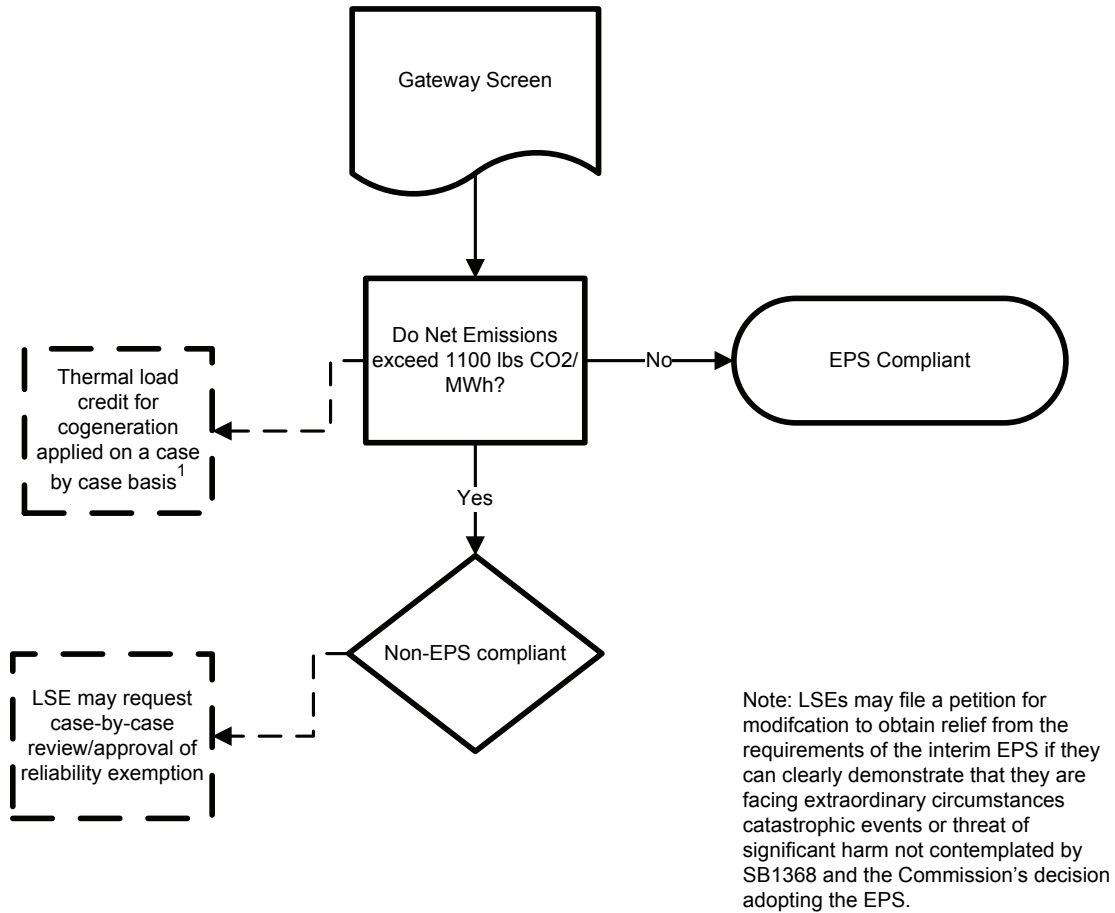 Gateway Screen
Do Net Emissions
exceed 1100 lbs CO2/
MWh?
No
EPS Compliant
Thermal load
credit for
cogeneration
applied on a case
by case basis1
Yes
Non-EPS compliant
LSE may request
case-by-case
review/approval of
reliability exemption
Note: LSEs may file a petition for
modifcation to obtain relief from the
requirements of the interim EPS if they
can clearly demonstrate that they are
facing extraordinary circumstances
catastrophic events or threat of
significant harm not contemplated by
SB1368 and the Commission’s decision
adopting the EPS.